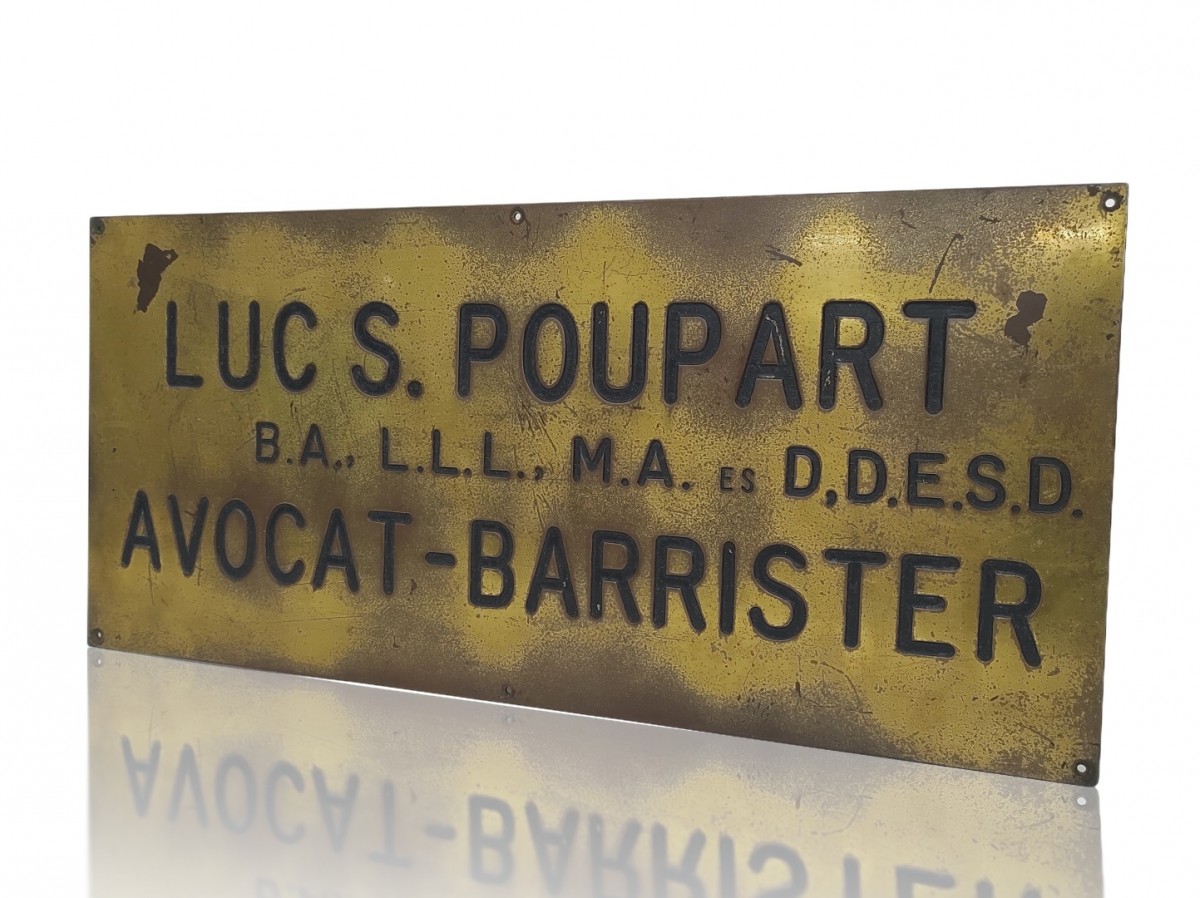 LUC S. POUPART
B.A., L.L.L., M.A. ES D,D.E.S.D.
AVOCAT-BARRISTER